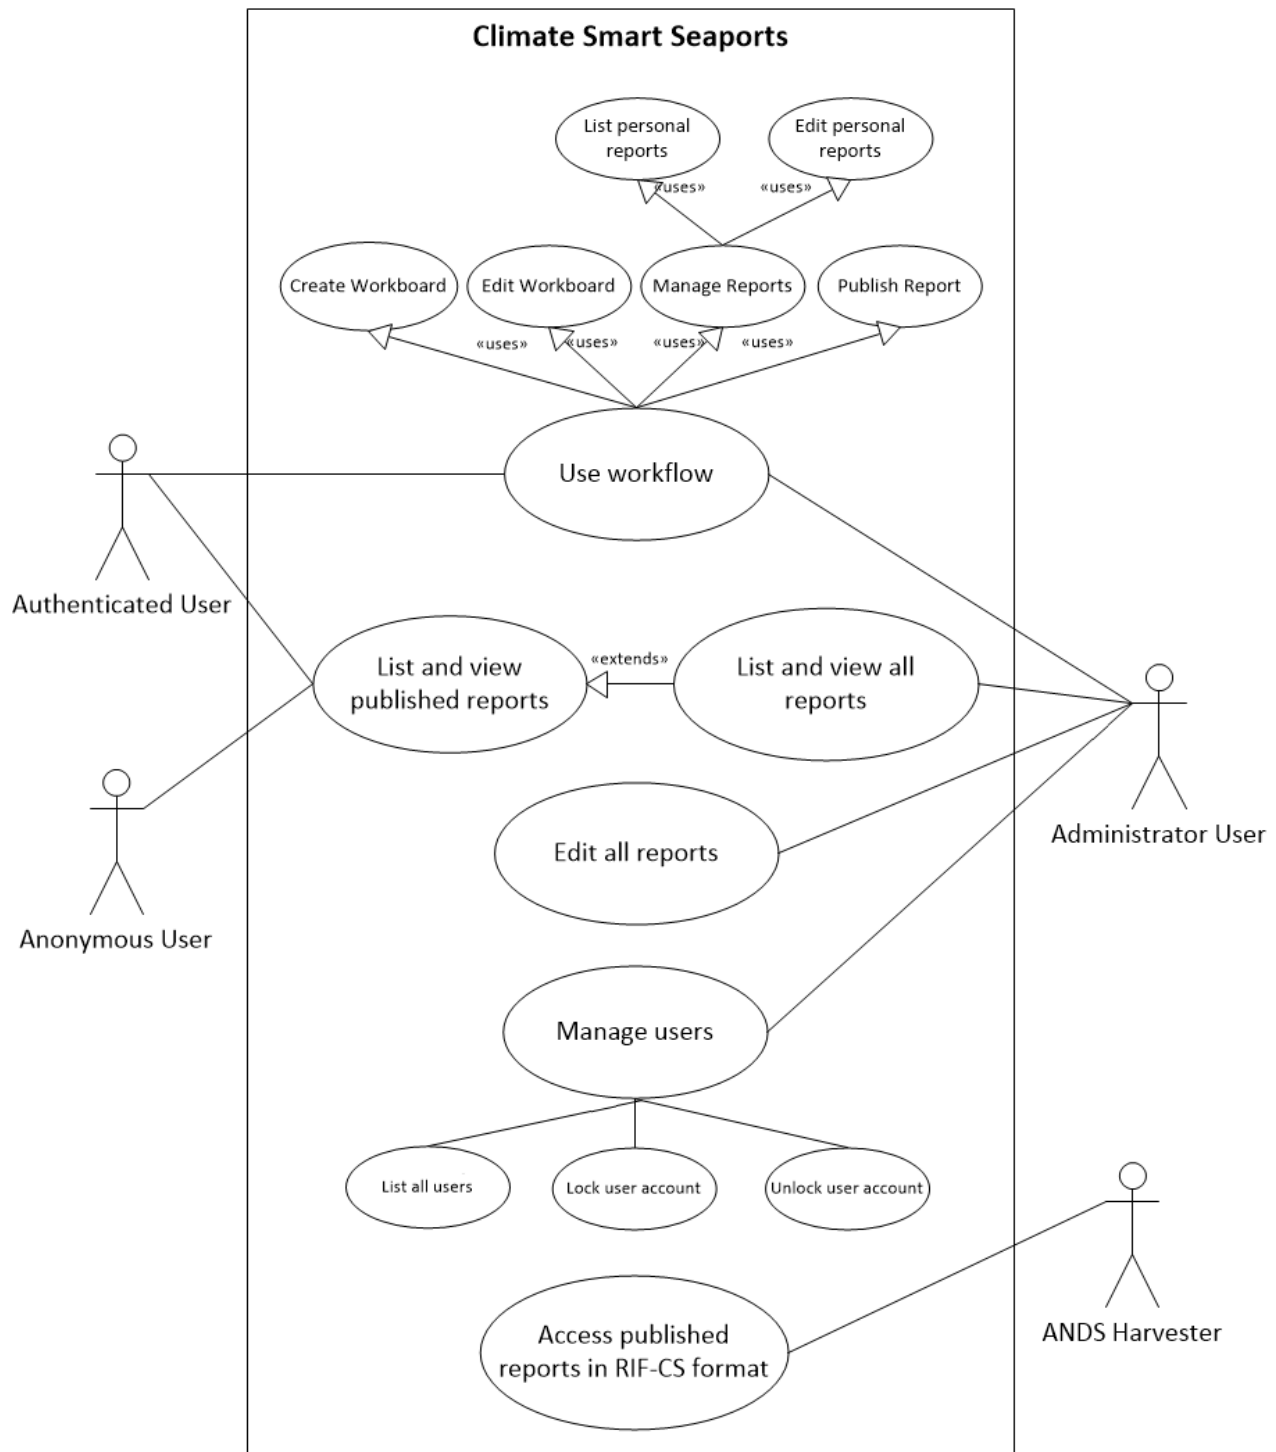 Climate Smart Seaports
List personal
reports
Edit personal
reports
«uses»
«uses»
Create Workboard
Edit Workboard
Manage Reports
Publish Report
«uses»
«uses»
«uses»
«uses»
Use workflow
Authenticated User
List and view
published reports
«extends»
List and view all
reports
Administrator User
Edit all reports
Anonymous User
Manage users
List all users
Lock user account
Unlock user account
Access published
reports in RIF-CS format
ANDS Harvester